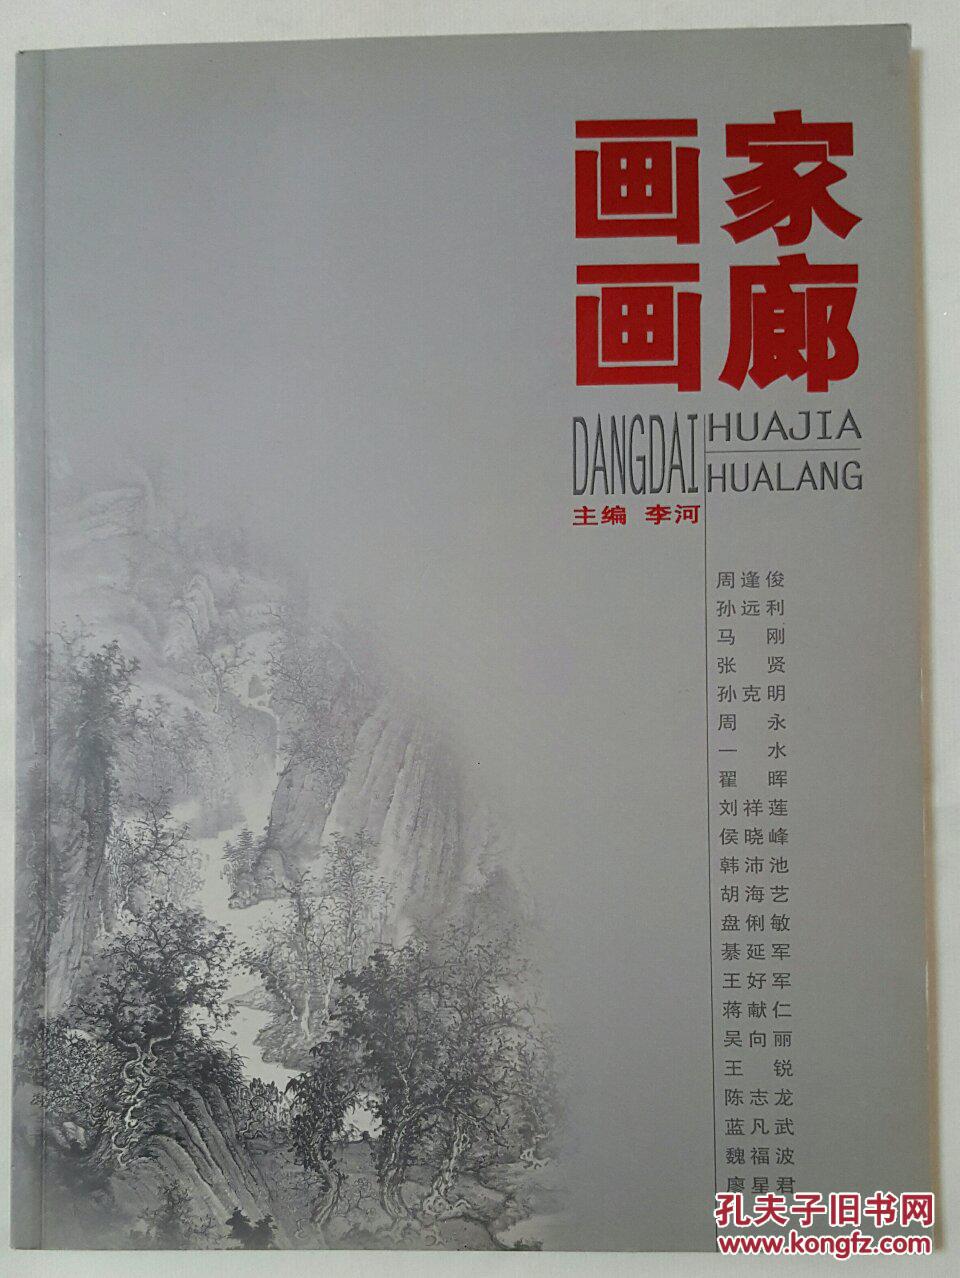 画家
画廊
DANGDAI
HUAJIA
HUALANG
主编 李河
周逢俊
孙远利
马 刚
张 贤
孙克明
周 永
一 水
翟 晖
刘祥莲
侯晓峰
韩沛池
胡海艺
盘俐敏
綦延军
王好军
蒋献仁
吴向丽
王 锐
陈志龙
蓝凡武
魏福波
廖星君
孔夫子旧书网
www.kongfz.com